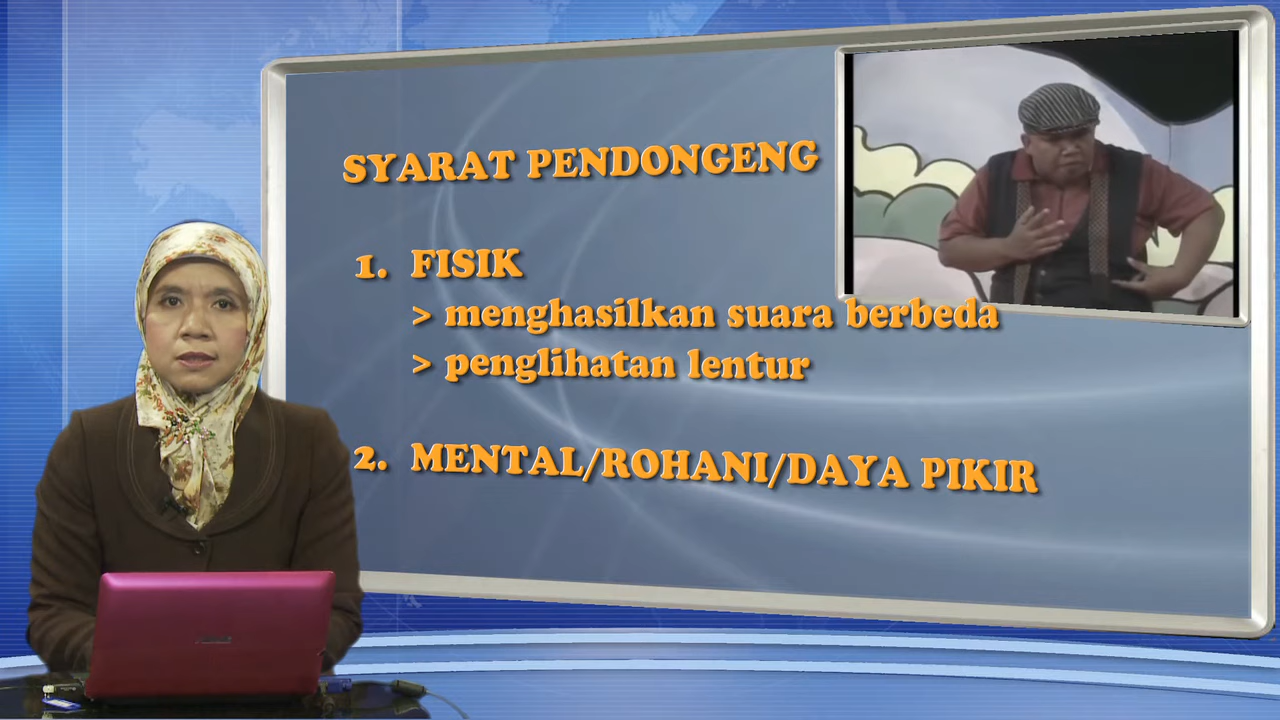 SYARAT PENDONGENG
1. FISIK
> menghasilkan suara berbeda
> penglihatan lentur
2. MENTAL/ROHANI/DAYA PIKIR